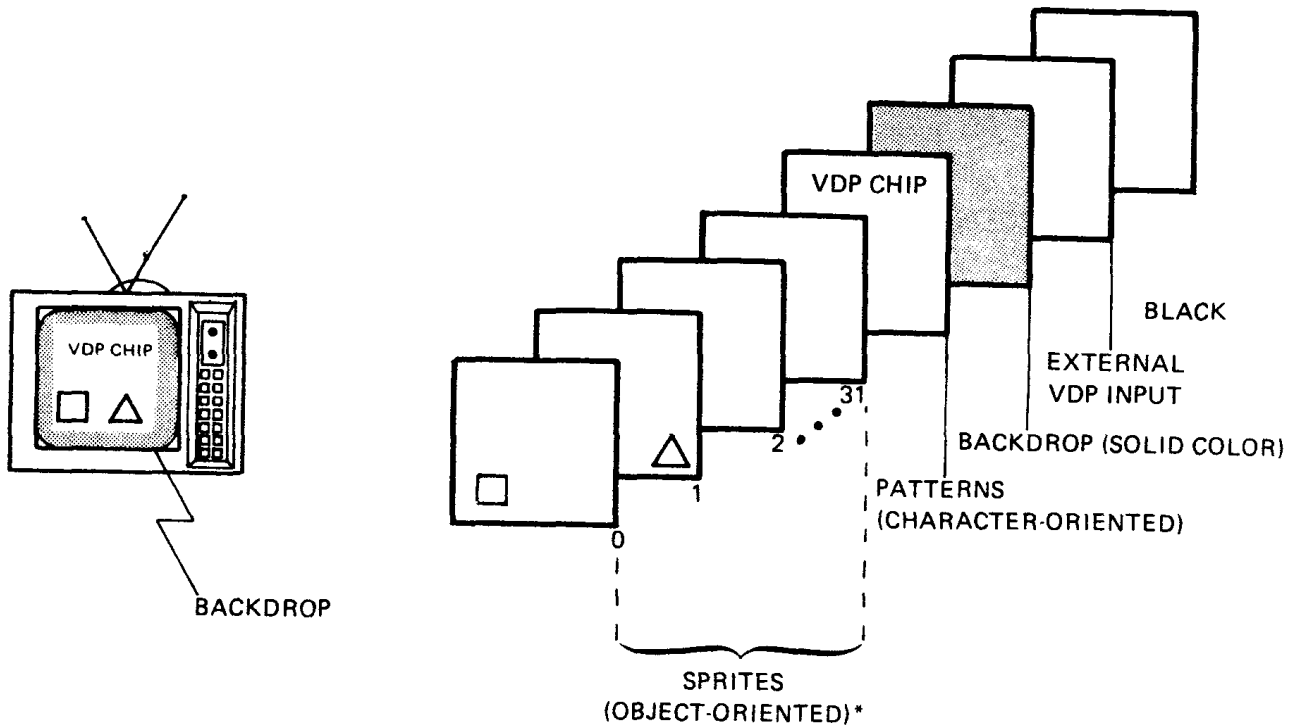 VDP CHIP
BACKDROP
VDP CHIP
BLACK
EXTERNAL
VDP INPUT
BACKDROP (SOLID COLOR)
PATTERNS
(CHARACTER-ORIENTED)
0
1
2
31
SPRITES
(OBJECT-ORIENTED)*